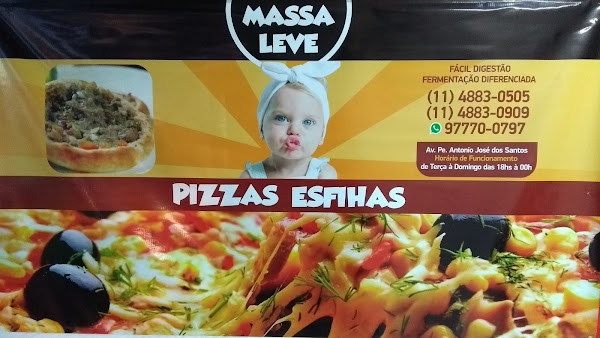 MASSA
LEVE
FÁCIL DIGESTÃO
FERMENTAÇÃO DIFERENCIADA
(11) 4883-0505
(11) 4883-0909
97770-0797
Av. Pe. Antonio José dos Santos
Horário de Funcionamento
de Terça à Domingo das 18hs à 00h
PIZZAS ESFIHAS